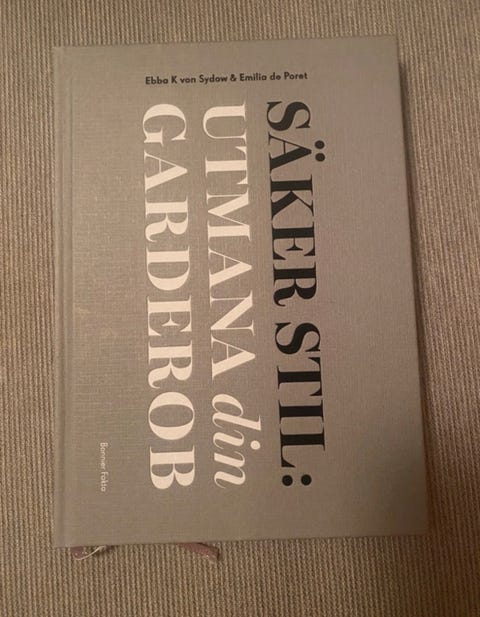 Ebba K von Sydow & Emilia de Poret
SÄKER STIL:
UTMANA din
GARDEROB
Bonnier Fakta